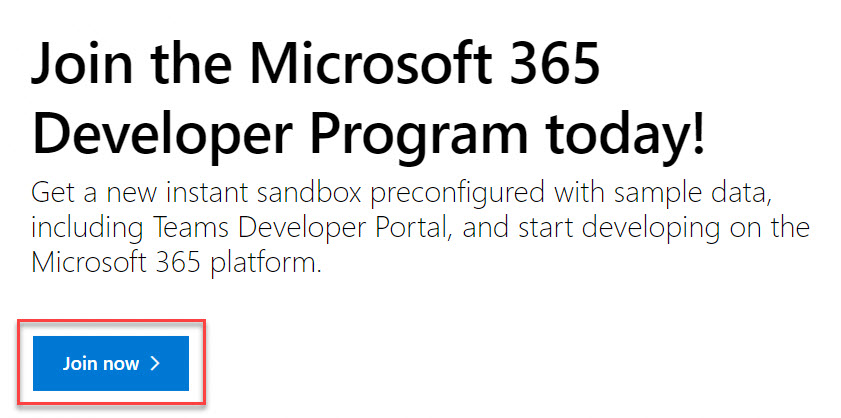 Join the Microsoft 365
Developer Program today!
Get a new instant sandbox preconfigured with sample data,
including Teams Developer Portal, and start developing on the
Microsoft 365 platform.
Join now